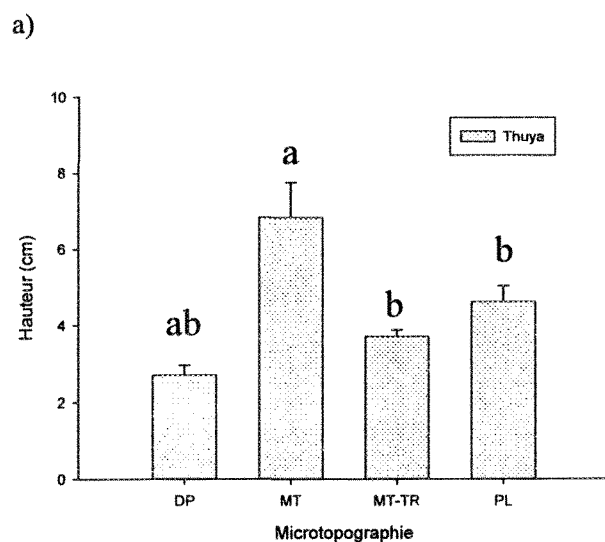 a)
10
8
6
4
2
0
Hauteur (cm)
Thuya
ab
a
b
b
DP MT MT-TR PL
Microtopographie